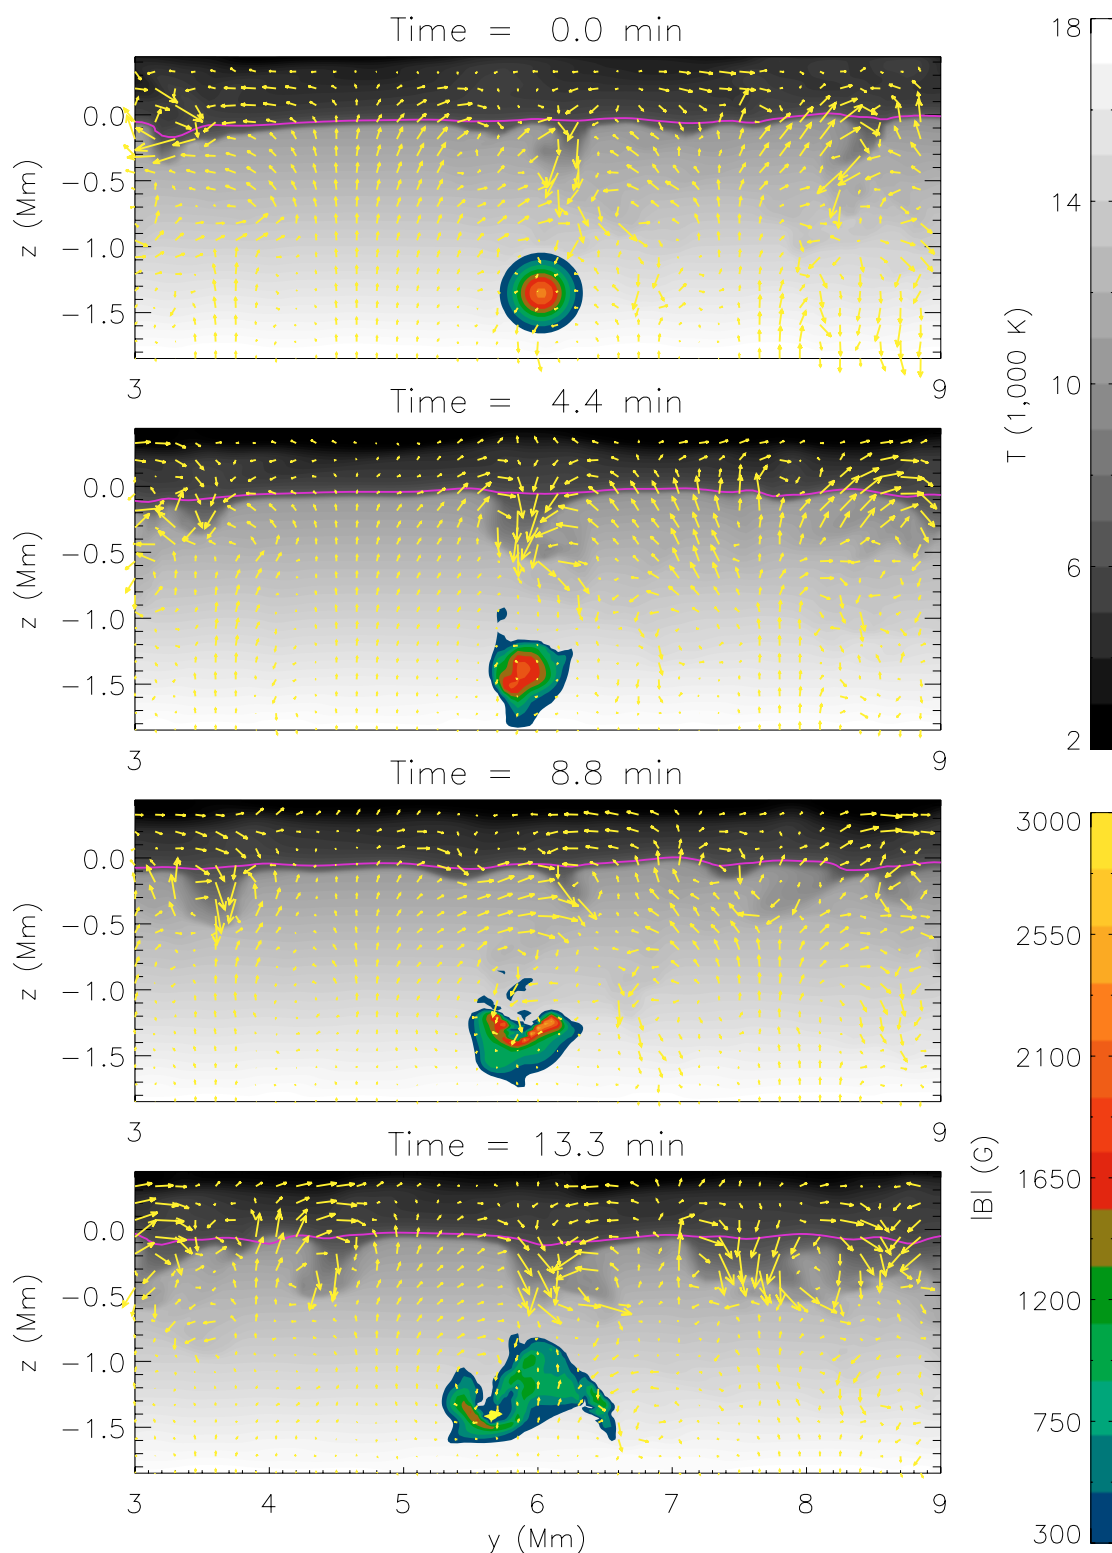 Time = 0.0 min
0.0
-0.5
-1.0
-1.5
z (Mm)
3
9
Time = 4.4 min
0.0
-0.5
-1.0
-1.5
z (Mm)
3
9
Time = 8.8 min
0.0
-0.5
-1.0
-1.5
z (Mm)
3
9
Time = 13.3 min
0.0
-0.5
-1.0
-1.5
z (Mm)
3 4 5 6 7 8 9
y (Mm)
18
14
10
6
2
T (1,000 K)
3000
2550
2100
1650
1200
750
300
|B| (G)